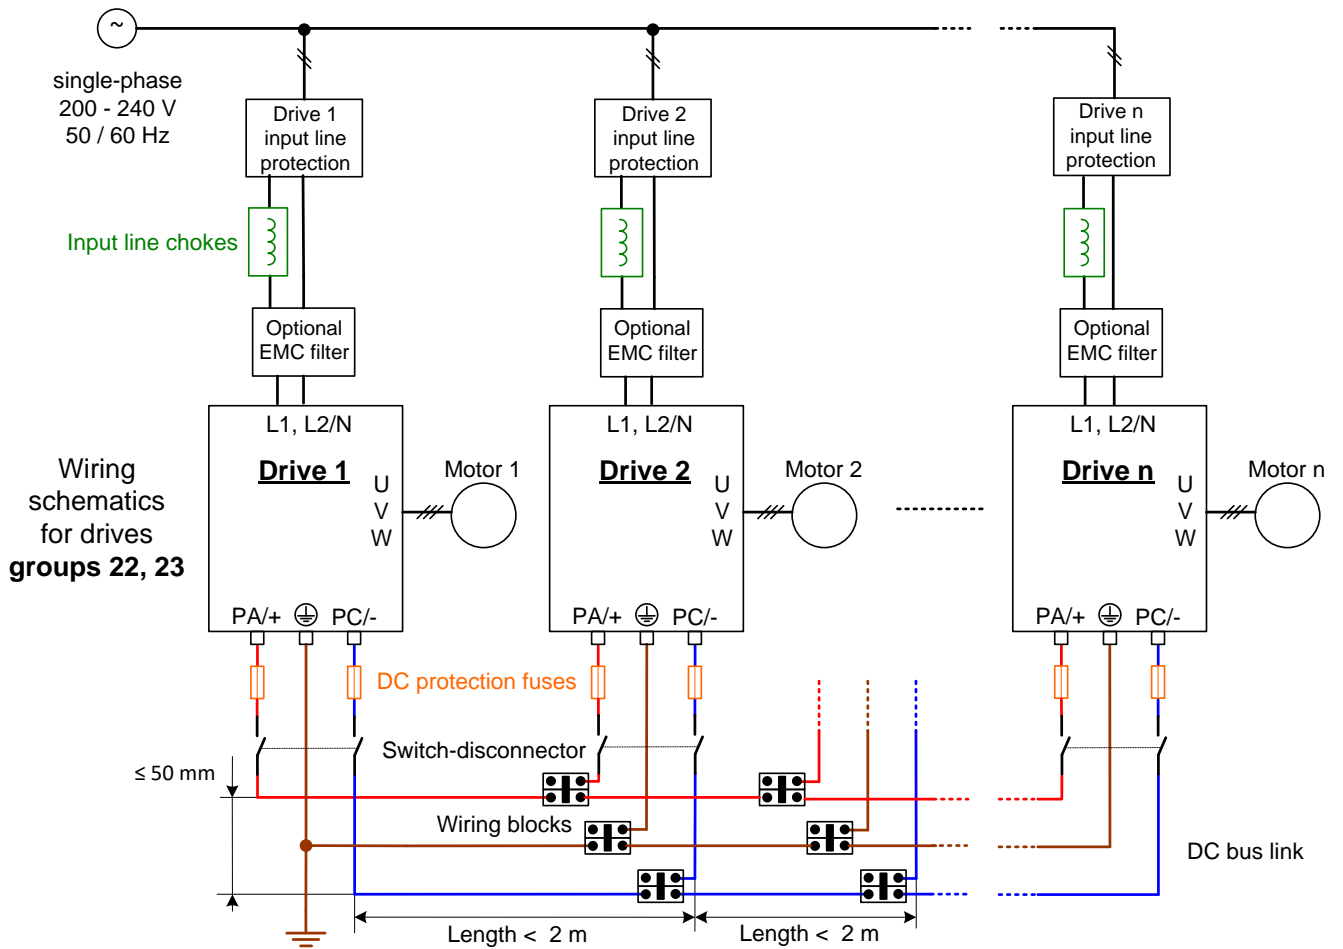 ~
single-phase
200 - 240 V
50 / 60 Hz
Drive 1
input line
protection
Drive 2
input line
protection
Drive n
input line
protection
Input line chokes
Optional
EMC filter
Optional
EMC filter
Optional
EMC filter
L1, L2/N
L1, L2/N
L1, L2/N
Wiring
schematics
for drives
groups 22, 23
Drive 1
U
V
W
Motor 1
Drive 2
U
V
W
Motor 2
Drive n
U
V
W
Motor n
PA/+
PC/-
PA/+
PC/-
PA/+
PC/-
DC protection fuses
Switch-disconnector
≤ 50 mm
Wiring blocks
DC bus link
Length < 2 m
Length < 2 m